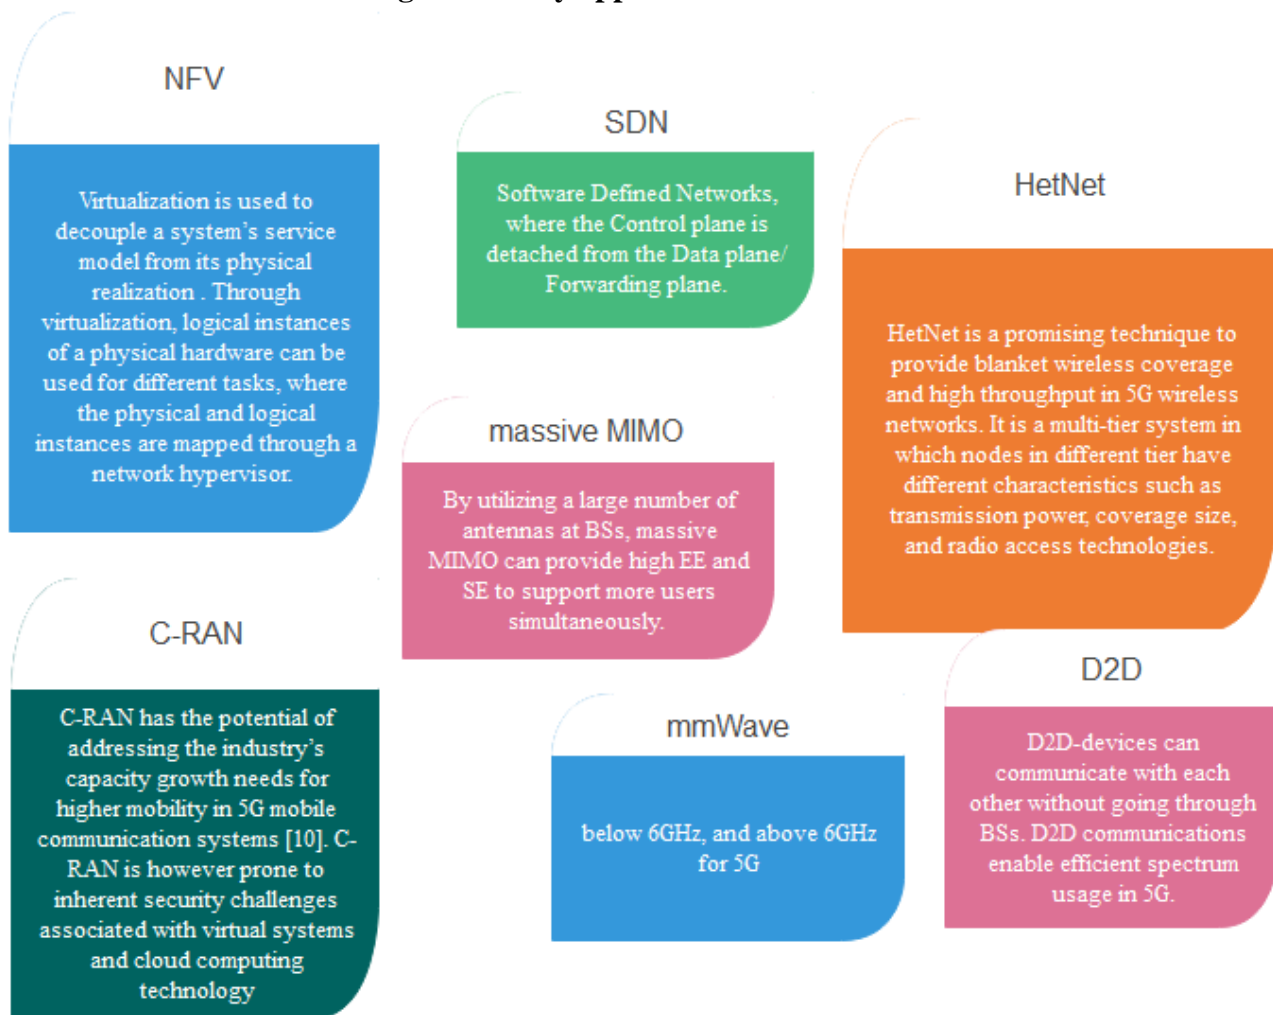 NFV
Virtualization is used to
decouple a system’s service
model from its physical
realization . Through
virtualization, logical instances
of a physical hardware can be
used for different tasks, where
the physical and logical
instances are mapped through a
network hypervisor.
SDN
Software Defined Networks,
where the Control plane is
detached from the Data plane/
Forwarding plane.
HetNet
HetNet is a promising technique to
provide blanket wireless coverage
and high throughput in 5G wireless
networks. It is a multi-tier system in
which nodes in different tier have
different characteristics such as
transmission power, coverage size,
and radio access technologies.
massive MIMO
By utilizing a large number of
antennas at BSs, massive
MIMO can provide high EE and
SE to support more users
simultaneously.
C-RAN
C-RAN has the potential of
addressing the industry’s
capacity growth needs for
higher mobility in 5G mobile
communication systems [10]. C-
RAN is however prone to
inherent security challenges
associated with virtual systems
and cloud computing
technology
mmWave
below 6GHz, and above 6GHz
for 5G
D2D
D2D-devices can
communicate with each
other without going through
BSs. D2D communications
enable efficient spectrum
usage in 5G.